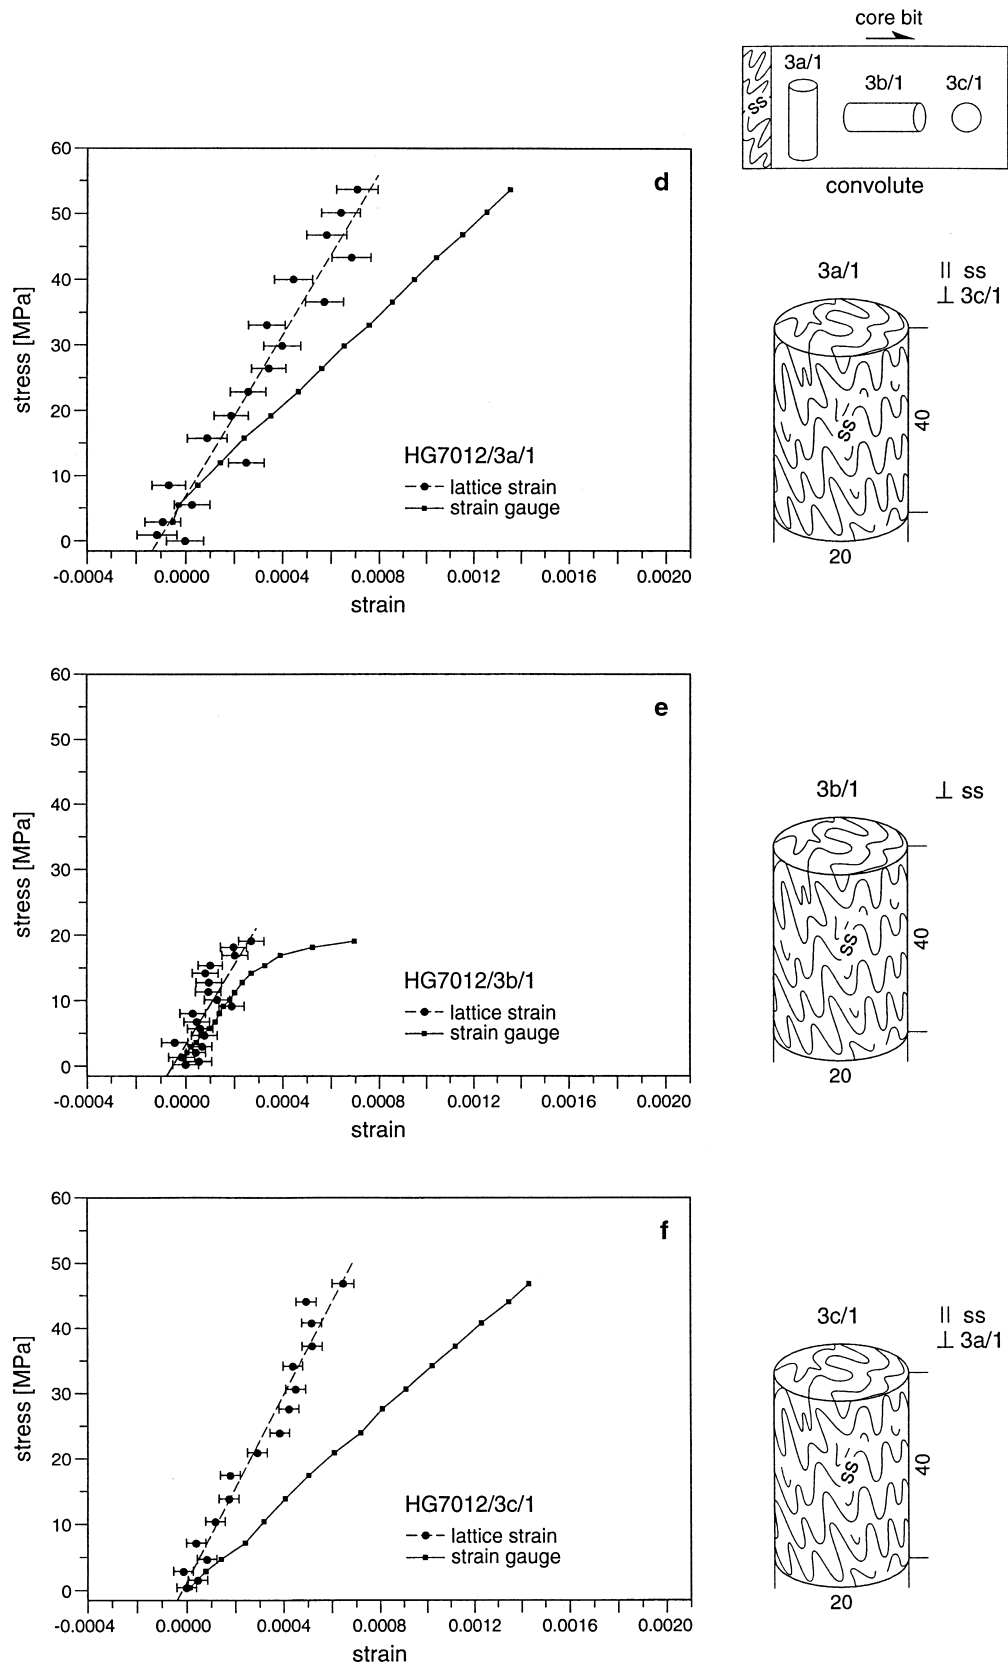 core bit
3a/1
3b/1
3c/1
ss
convolute
d
60
50
40
30
20
10
0
stress [MPa]
HG7012/3a/1
lattice strain
strain gauge
-0.0004 0.0000 0.0004 0.0008 0.0012 0.0016 0.0020
strain
3a/1
|| ss
⊥ 3c/1
ss
40
20
e
60
50
40
30
20
10
0
stress [MPa]
HG7012/3b/1
lattice strain
strain gauge
-0.0004 0.0000 0.0004 0.0008 0.0012 0.0016 0.0020
strain
3b/1
⊥ ss
ss
40
20
f
60
50
40
30
20
10
0
stress [MPa]
HG7012/3c/1
lattice strain
strain gauge
-0.0004 0.0000 0.0004 0.0008 0.0012 0.0016 0.0020
strain
3c/1
|| ss
⊥ 3a/1
ss
40
20